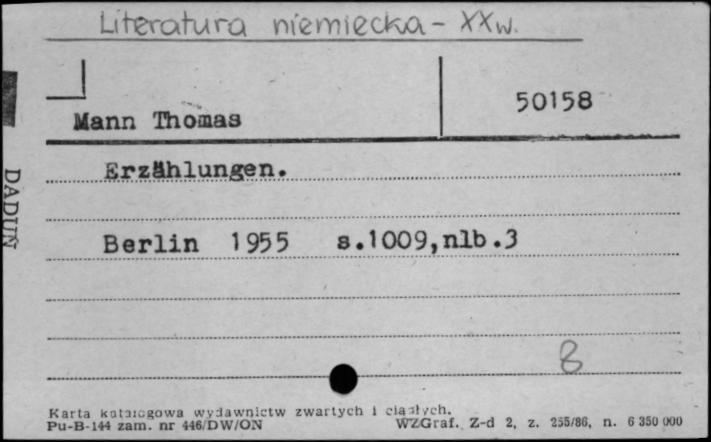 Literatura niemiecka - XXw.
50158
Mann Thomas
Erzählungen.
DADUŃ
Berlin 1955 s.1009,nlb.3
8
Karta katalogowa wydawnictw zwartych i ciągłych.
Pu-B-144 zam. nr 446/DW/ON WZGraf. Z-d 2, z. 255/86, n. 6 350 000